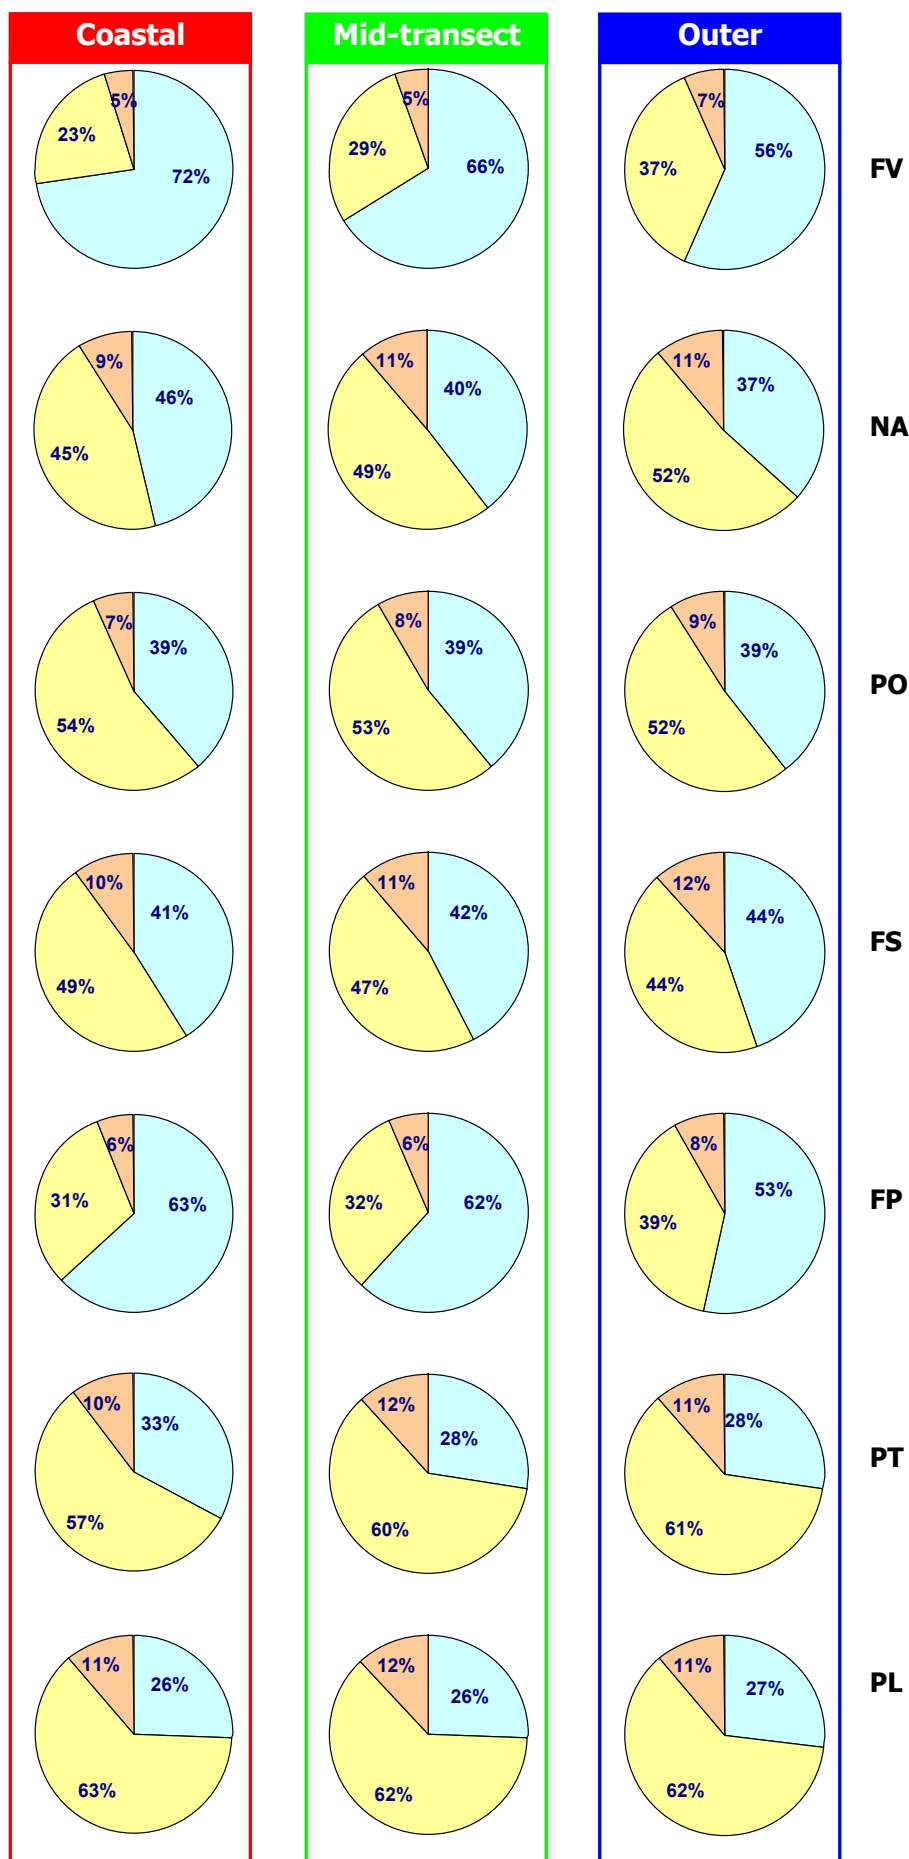 Coastal Mid-transect Outer
5% 5% 7%
23% 72% 29% 66% 37% 56% FV
9% 46% 11% 40% 11% 37%
45% 49% 52% NA
7% 39% 8% 39% 9% 39%
54% 53% 52% PO
10% 41% 11% 42% 12% 44%
49% 47% 44% FS
6% 6% 8%
31% 63% 32% 62% 39% 53% FP
10% 33% 12% 28% 11% 28%
57% 60% 61% PT
11% 26% 12% 26% 11% 27% PL
63% 62% 62%